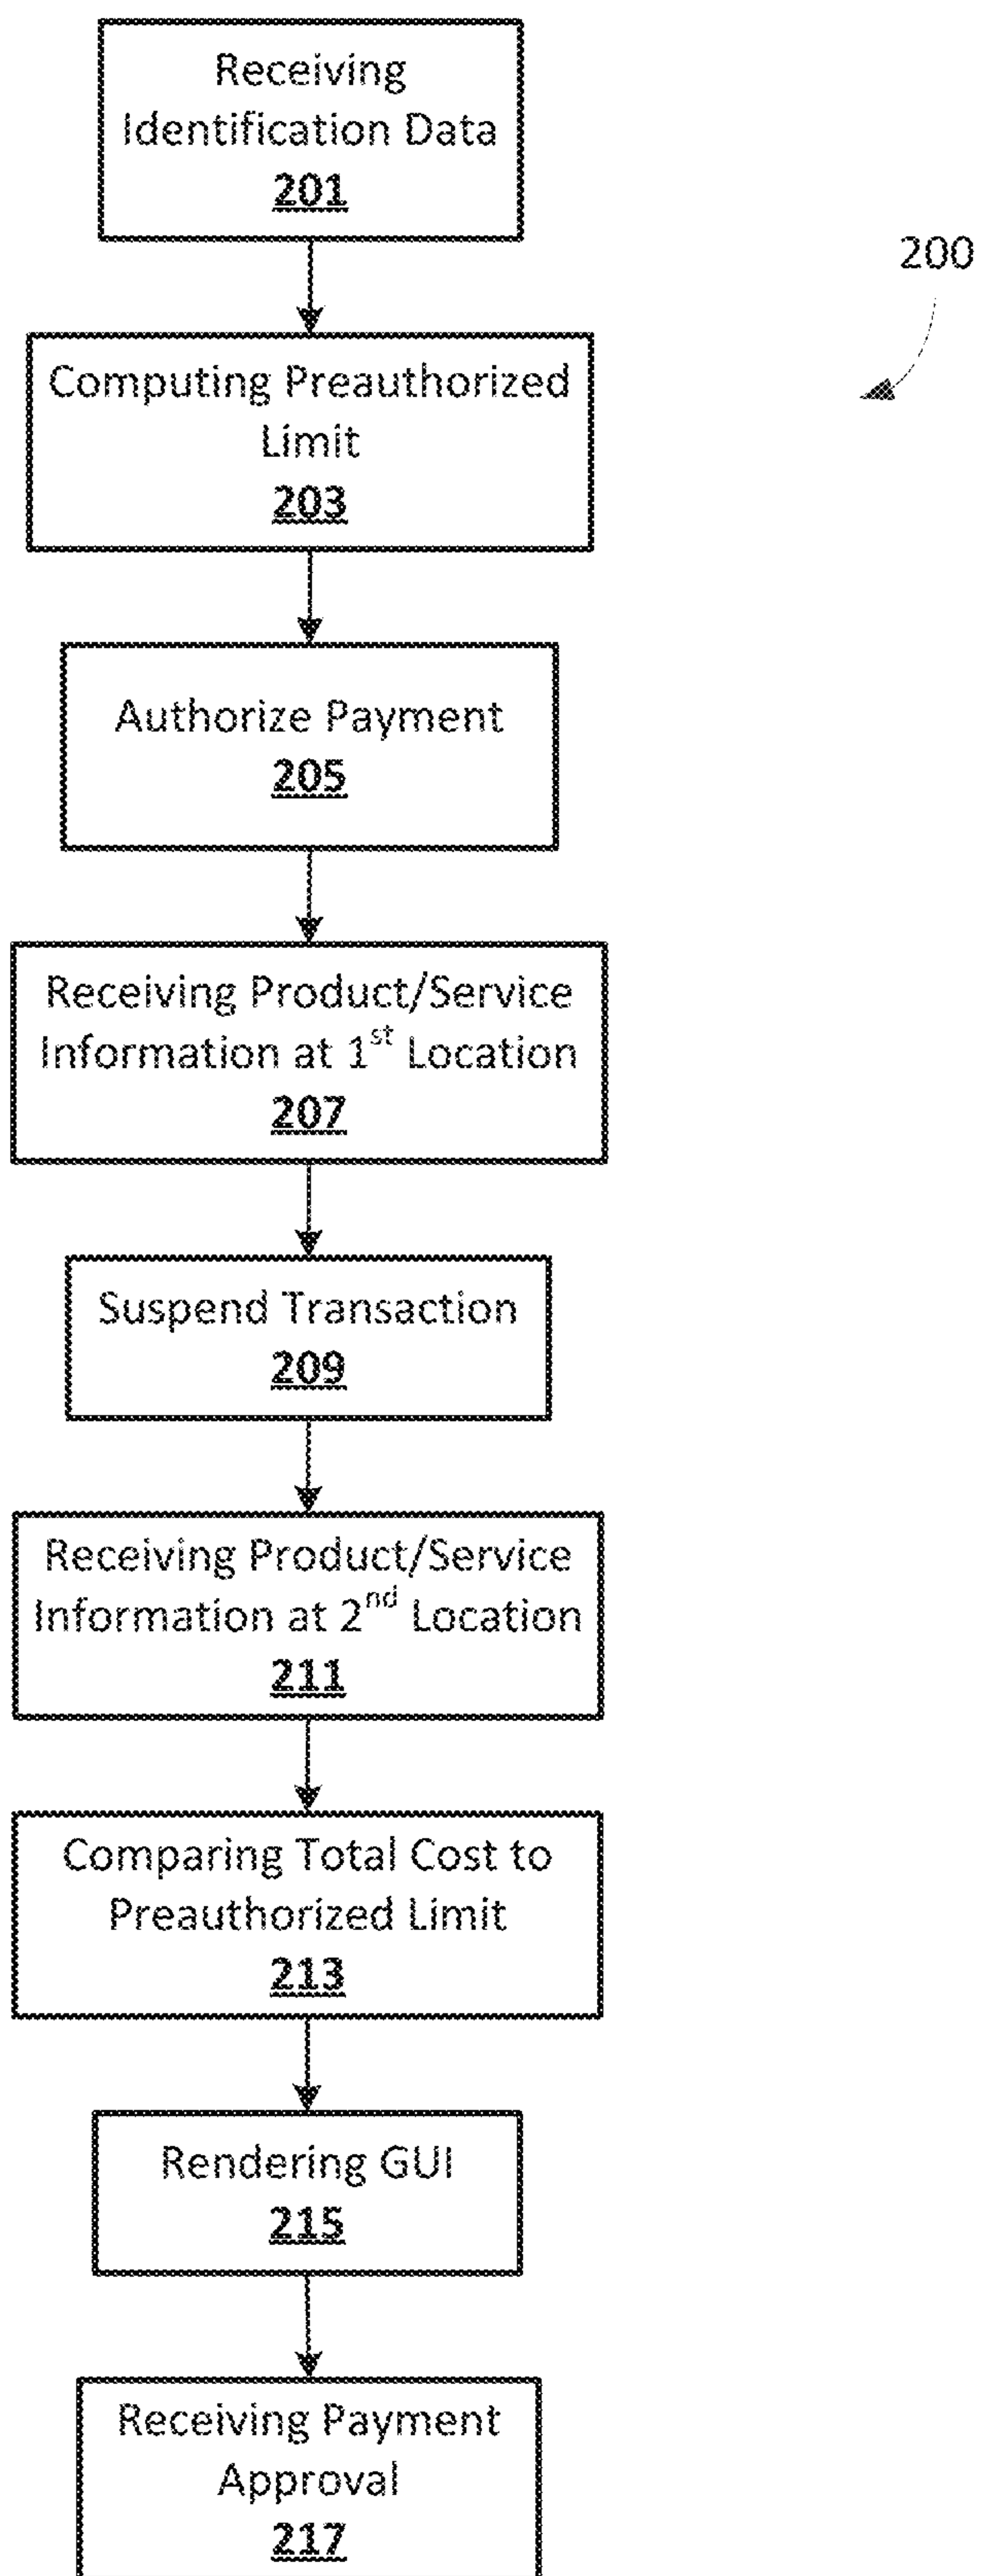 Receiving
Identification Data
201
200
Computing Preauthorized
Limit
203
Authorize Payment
205
Receiving Product/Service
Information at 1st Location
207
Suspend Transaction
209
Receiving Product/Service
Information at 2nd Location
211
Comparing Total Cost to
Preauthorized Limit
213
Rendering GUI
215
Receiving Payment
Approval
217